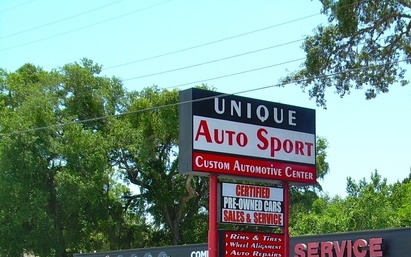 UNIQUE
AUTO SPORT
CUSTOM AUTOMOTIVE CENTER
CERTIFIED
PRE-OWNED CARS
SALES & SERVICE
RIMS & TIRES
WHEEL ALIGNMENT
AUTO REPAIRS
SERVICE